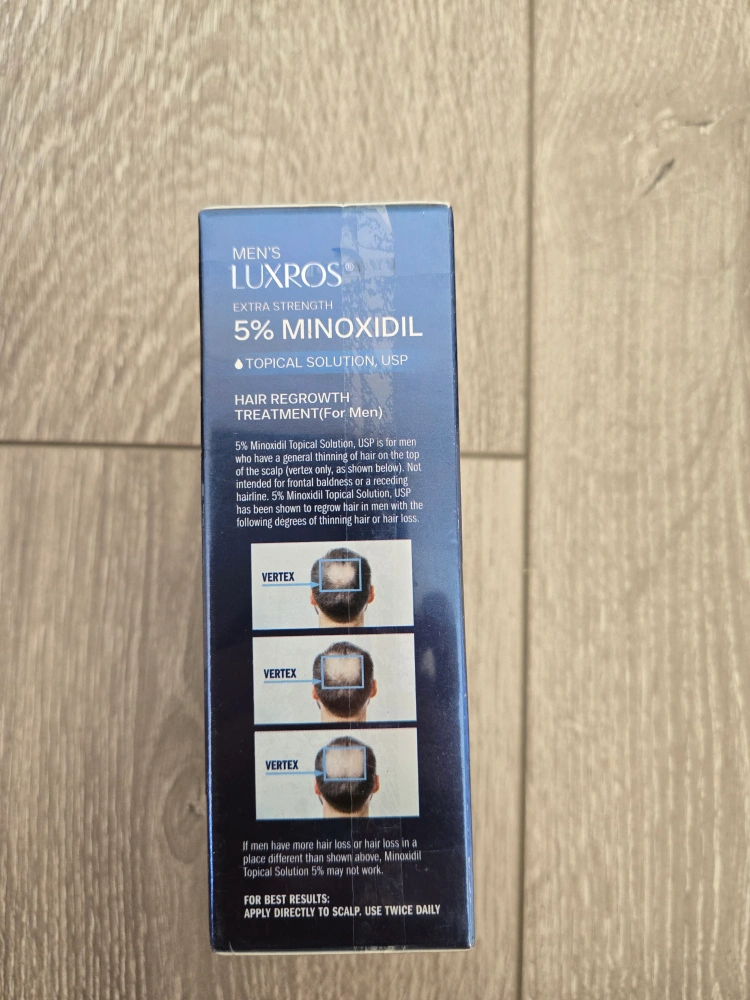 MEN'S
LUXROS®
EXTRA STRENGTH
5% MINOXIDIL
TOPICAL SOLUTION, USP
HAIR REGROWTH
TREATMENT(For Men)
5% Minoxidil Topical Solution, USP is for men
who have a general thinning of hair on the top
of the scalp (vertex only, as shown below). Not
intended for frontal baldness or a receding
hairline. 5% Minoxidil Topical Solution, USP
has been shown to regrow hair in men with the
following degrees of thinning hair or hair loss.
VERTEX
VERTEX
VERTEX
If men have more hair loss or hair loss in a
place different than shown above, Minoxidil
Topical Solution 5% may not work.
FOR BEST RESULTS:
APPLY DIRECTLY TO SCALP. USE TWICE DAILY